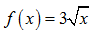 f(x) = 3√x